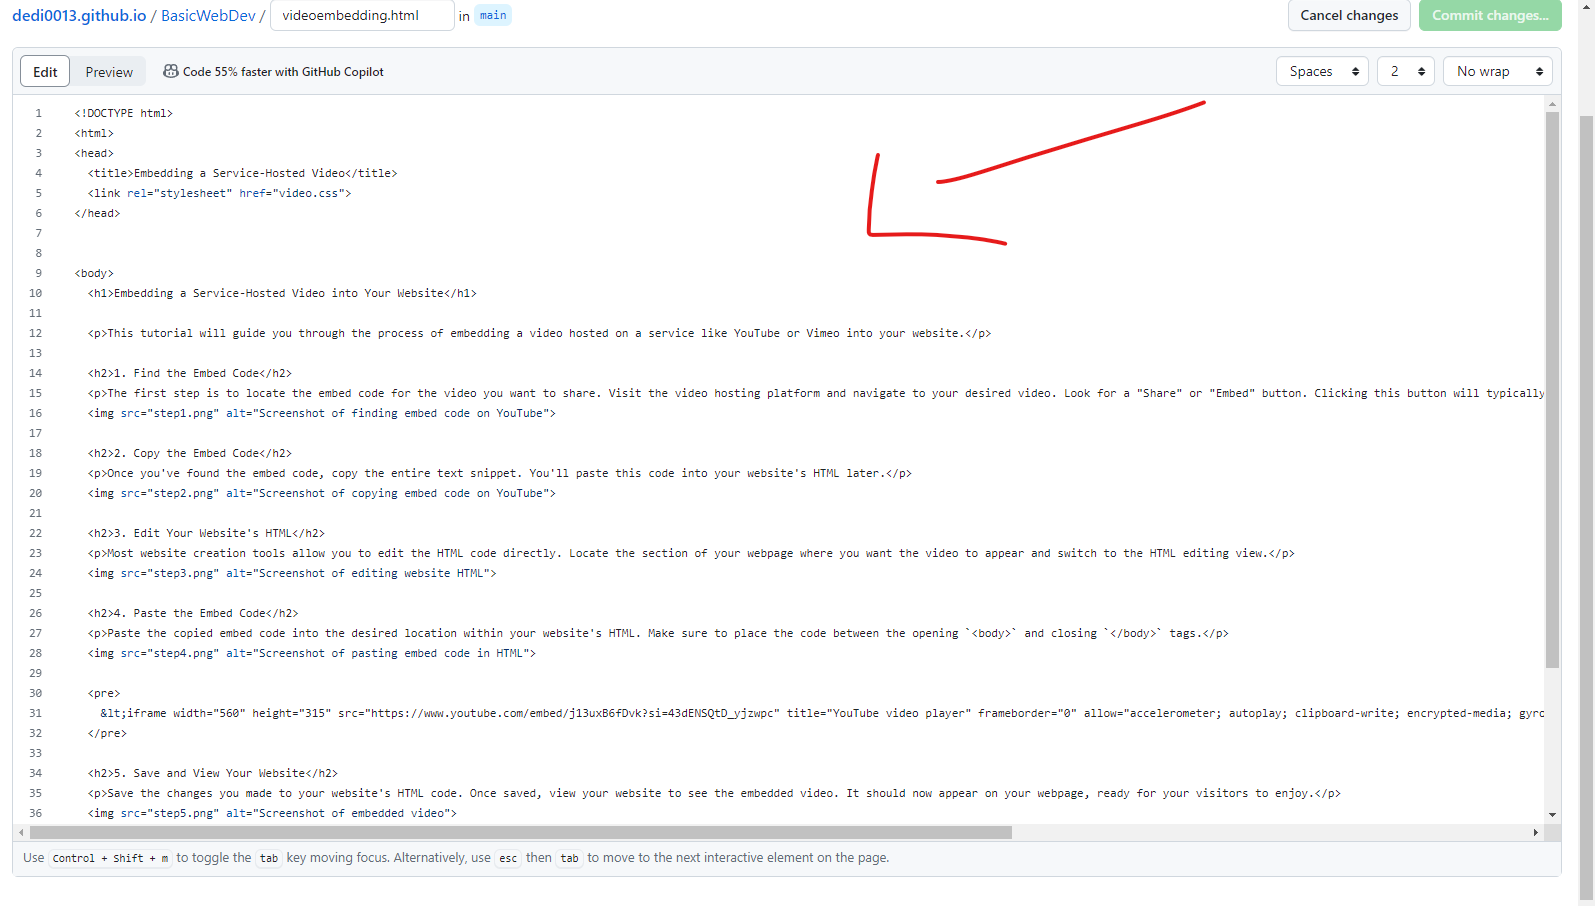 dedi0013.github.io / BasicWebDev / videoembedding.html in main Cancel changes Commit changes...
Edit Preview Code 55% faster with GitHub Copilot Spaces 2 No wrap
1 <!DOCTYPE html>
2 <html>
3 <head>
4 <title>Embedding a Service-Hosted Video</title>
5 <link rel="stylesheet" href="video.css">
6 </head>
7
8
9 <body>
10 <h1>Embedding a Service-Hosted Video into Your Website</h1>
11
12 <p>This tutorial will guide you through the process of embedding a video hosted on a service like YouTube or Vimeo into your website.</p>
13
14 <h2>1. Find the Embed Code</h2>
15 <p>The first step is to locate the embed code for the video you want to share. Visit the video hosting platform and navigate to your desired video. Look for a "Share" or "Embed" button. Clicking this button will typically
16 <img src="step1.png" alt="Screenshot of finding embed code on YouTube">
17
18 <h2>2. Copy the Embed Code</h2>
19 <p>Once you've found the embed code, copy the entire text snippet. You'll paste this code into your website's HTML later.</p>
20 <img src="step2.png" alt="Screenshot of copying embed code on YouTube">
21
22 <h2>3. Edit Your Website's HTML</h2>
23 <p>Most website creation tools allow you to edit the HTML code directly. Locate the section of your webpage where you want the video to appear and switch to the HTML editing view.</p>
24 <img src="step3.png" alt="Screenshot of editing website HTML">
25
26 <h2>4. Paste the Embed Code</h2>
27 <p>Paste the copied embed code into the desired location within your website's HTML. Make sure to place the code between the opening `<body>` and closing `</body>` tags.</p>
28 <img src="step4.png" alt="Screenshot of pasting embed code in HTML">
29
30 <pre>
31 &lt;iframe width="560" height="315" src="https://www.youtube.com/embed/j13uxB6fDvk?si=43dENSQtD_yjzwpc" title="YouTube video player" frameborder="0" allow="accelerometer; autoplay; clipboard-write; encrypted-media; gyro
32 </pre>
33
34 <h2>5. Save and View Your Website</h2>
35 <p>Save the changes you made to your website's HTML code. Once saved, view your website to see the embedded video. It should now appear on your webpage, ready for your visitors to enjoy.</p>
36 <img src="step5.png" alt="Screenshot of embedded video">
Use Control + Shift + m to toggle the tab key moving focus. Alternatively, use esc then tab to move to the next interactive element on the page.